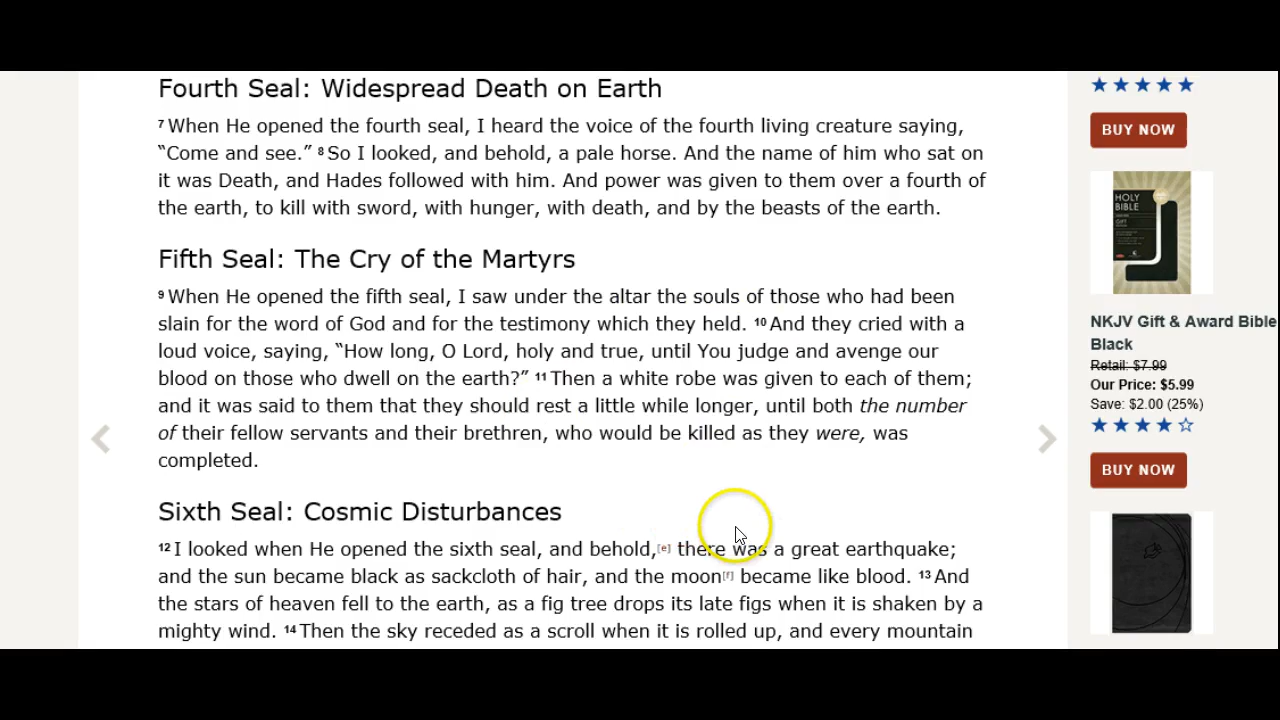 Fourth Seal: Widespread Death on Earth
7 When He opened the fourth seal, I heard the voice of the fourth living creature saying,
“Come and see.” 8 So I looked, and behold, a pale horse. And the name of him who sat on
it was Death, and Hades followed with him. And power was given to them over a fourth of
the earth, to kill with sword, with hunger, with death, and by the beasts of the earth.
Fifth Seal: The Cry of the Martyrs
9 When He opened the fifth seal, I saw under the altar the souls of those who had been
slain for the word of God and for the testimony which they held. 10 And they cried with a
loud voice, saying, “How long, O Lord, holy and true, until You judge and avenge our
blood on those who dwell on the earth?” 11 Then a white robe was given to each of them;
and it was said to them that they should rest a little while longer, until both the number
of their fellow servants and their brethren, who would be killed as they were, was
completed.
Sixth Seal: Cosmic Disturbances
12 I looked when He opened the sixth seal, and behold,[e] there was a great earthquake;
and the sun became black as sackcloth of hair, and the moon[f] became like blood. 13 And
the stars of heaven fell to the earth, as a fig tree drops its late figs when it is shaken by a
mighty wind. 14 Then the sky receded as a scroll when it is rolled up, and every mountain
BUY NOW
HOLY
BIBLE
NKJV Gift & Award Bible
Black
Retail: $7.99
Our Price: $5.99
Save: $2.00 (25%)
BUY NOW